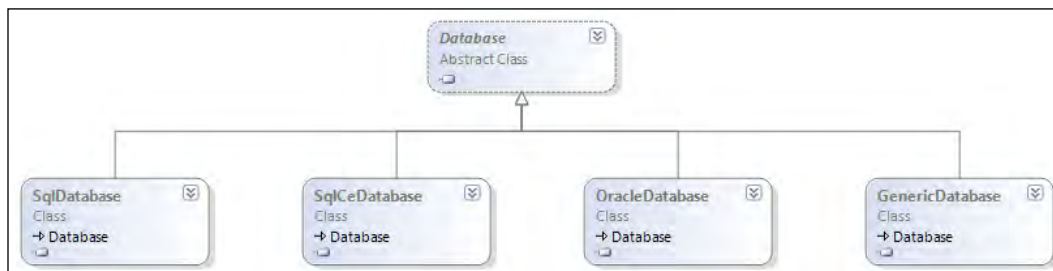 Database
Abstract Class
SqlDatabase
Class
Database
SqlCeDatabase
Class
Database
OracleDatabase
Class
Database
GenericDatabase
Class
Database